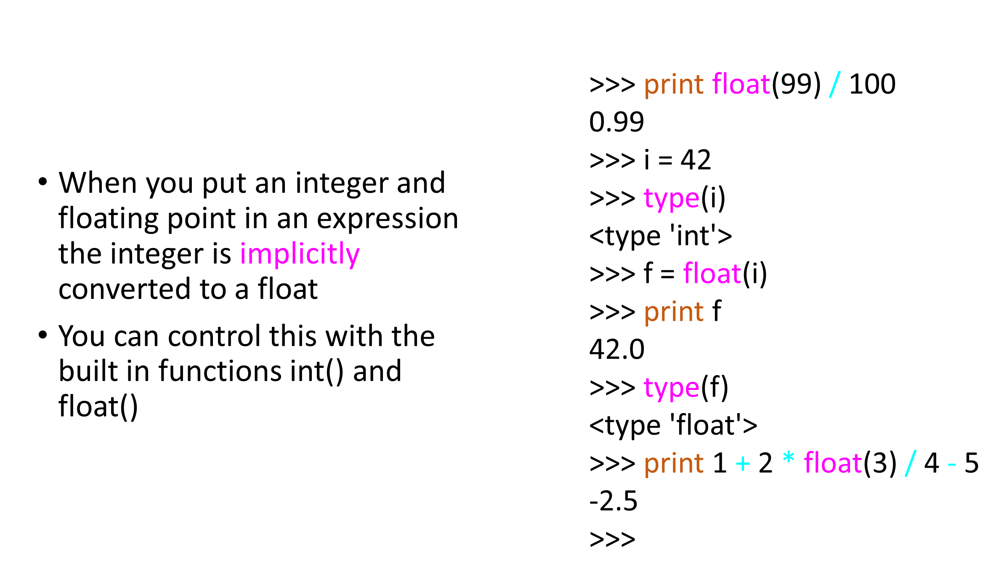 • When you put an integer and
floating point in an expression
the integer is implicitly
converted to a float
• You can control this with the
built in functions int() and
float()
>>> print float(99) / 100
0.99
>>> i = 42
>>> type(i)
<type 'int'>
>>> f = float(i)
>>> print f
42.0
>>> type(f)
<type 'float'>
>>> print 1 + 2 * float(3) / 4 - 5
-2.5
>>>